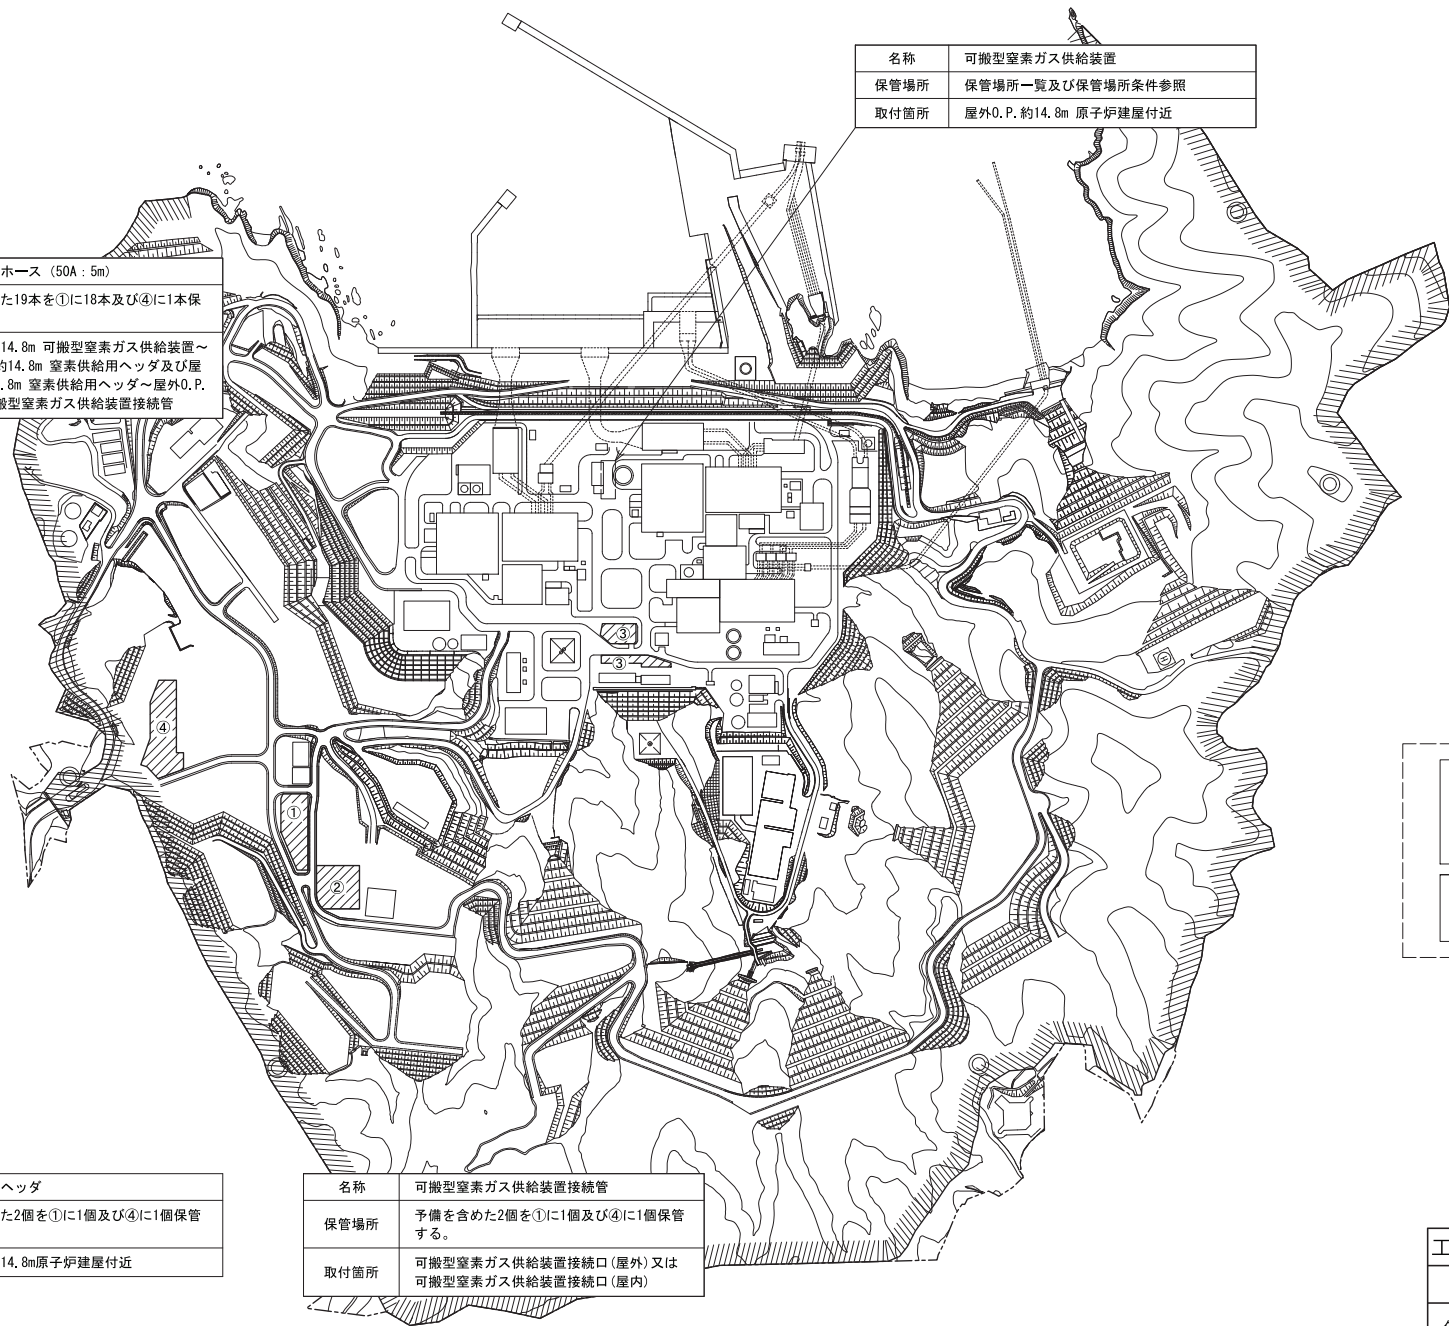 名称 可搬型窒素ガス供給装置
保管場所 保管場所一覧及び保管場所条件参照
取付箇所 屋外O.P.約14.8m 原子炉建屋付近
ホース (50A:5m)
た19本を①に18本及び④に1本保
14.8m 可搬型窒素ガス供給装置～
約14.8m 窒素供給用ヘッダ及び屋
.8m 窒素供給用ヘッダ～屋外O.P.
搬型窒素ガス供給装置接続管
③
③
④
①
②
ヘッダ
た2個を①に1個及び④に1個保管
14.8m原子炉建屋付近
名称 可搬型窒素ガス供給装置接続管
保管場所 予備を含めた2個を①に1個及び④に1個保管
する。
取付箇所 可搬型窒素ガス供給装置接続口(屋外)又は
可搬型窒素ガス供給装置接続口(屋内)
工